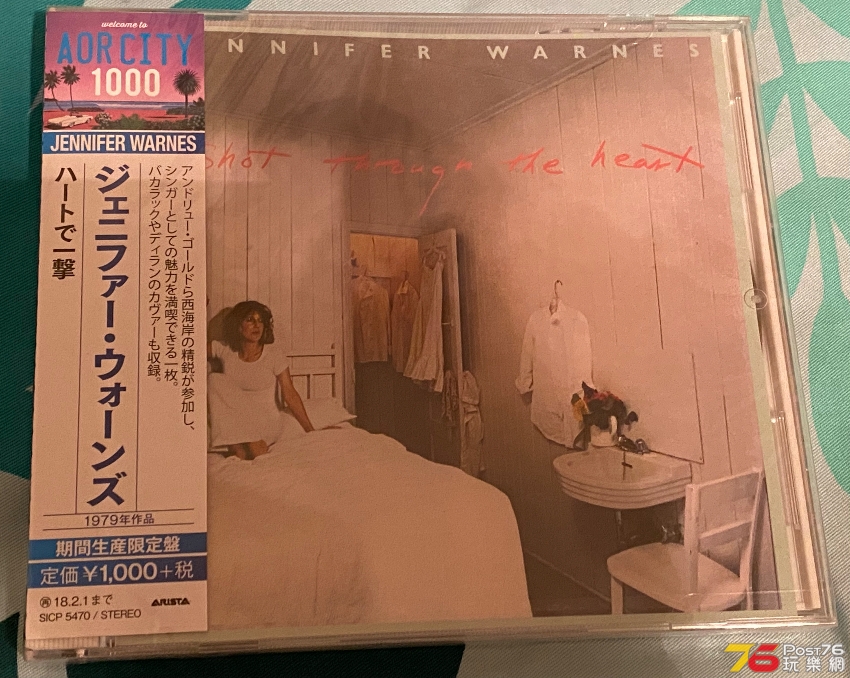 welcome to
AOR CITY
1000
JENNIFER WARNES
アンドリュー・ゴールドら西海岸の精鋭が参加し、
シンガーとしての魅力を満喫できる一枚。
バカラックやディランのカヴァーも収録。
ジェニファー・ウォーンズ
ハートで一撃
1979年作品
期間生産限定盤
定価¥1,000+税
再 18.2.1まで
ARISTA
SICP 5470 / STEREO
NNIFER WARNES
shot through the heart
76 POST76
玩樂網